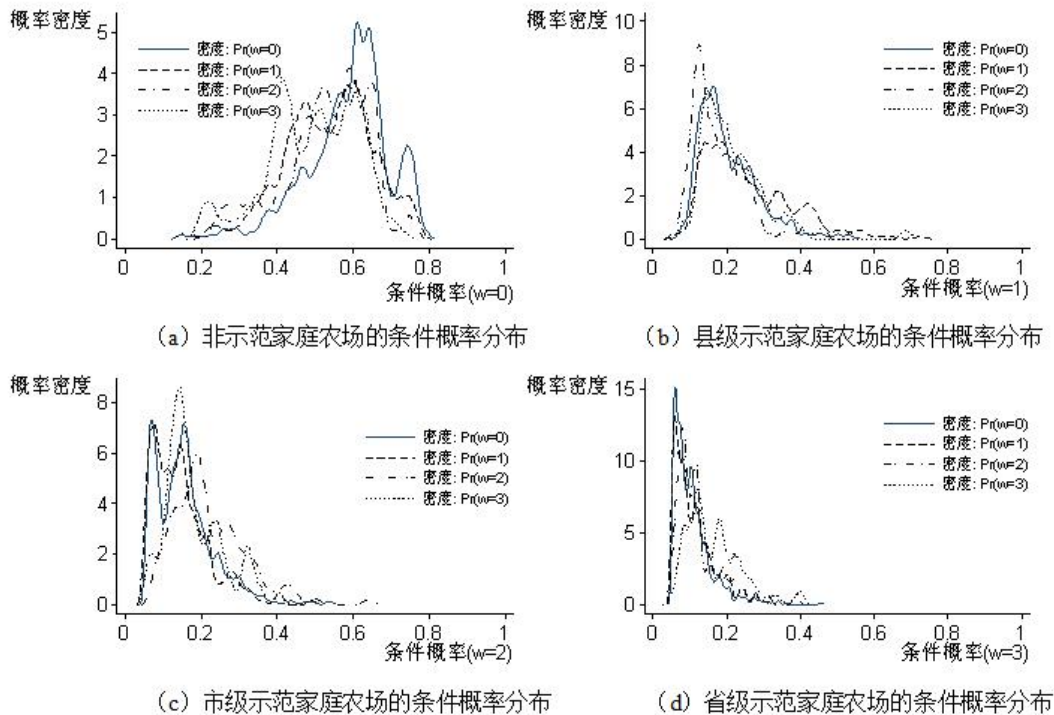 概率密度
5
4
3
2
1
0
密度: Pr(w=0)
密度: Pr(w=1)
密度: Pr(w=2)
密度: Pr(w=3)
0 0.2 0.4 0.6 0.8 1
条件概率(w=0)
(a) 非示范家庭农场的条件概率分布
概率密度
10
8
6
4
2
0
密度: Pr(w=0)
密度: Pr(w=1)
密度: Pr(w=2)
密度: Pr(w=3)
0 0.2 0.4 0.6 0.8 1
条件概率(w=1)
(b) 县级示范家庭农场的条件概率分布
概率密度
8
6
4
2
0
密度: Pr(w=0)
密度: Pr(w=1)
密度: Pr(w=2)
密度: Pr(w=3)
0 0.2 0.4 0.6 0.8 1
条件概率(w=2)
(c) 市级示范家庭农场的条件概率分布
概率密度
15
10
5
0
密度: Pr(w=0)
密度: Pr(w=1)
密度: Pr(w=2)
密度: Pr(w=3)
0 0.2 0.4 0.6 0.8 1
条件概率(w=3)
(d) 省级示范家庭农场的条件概率分布